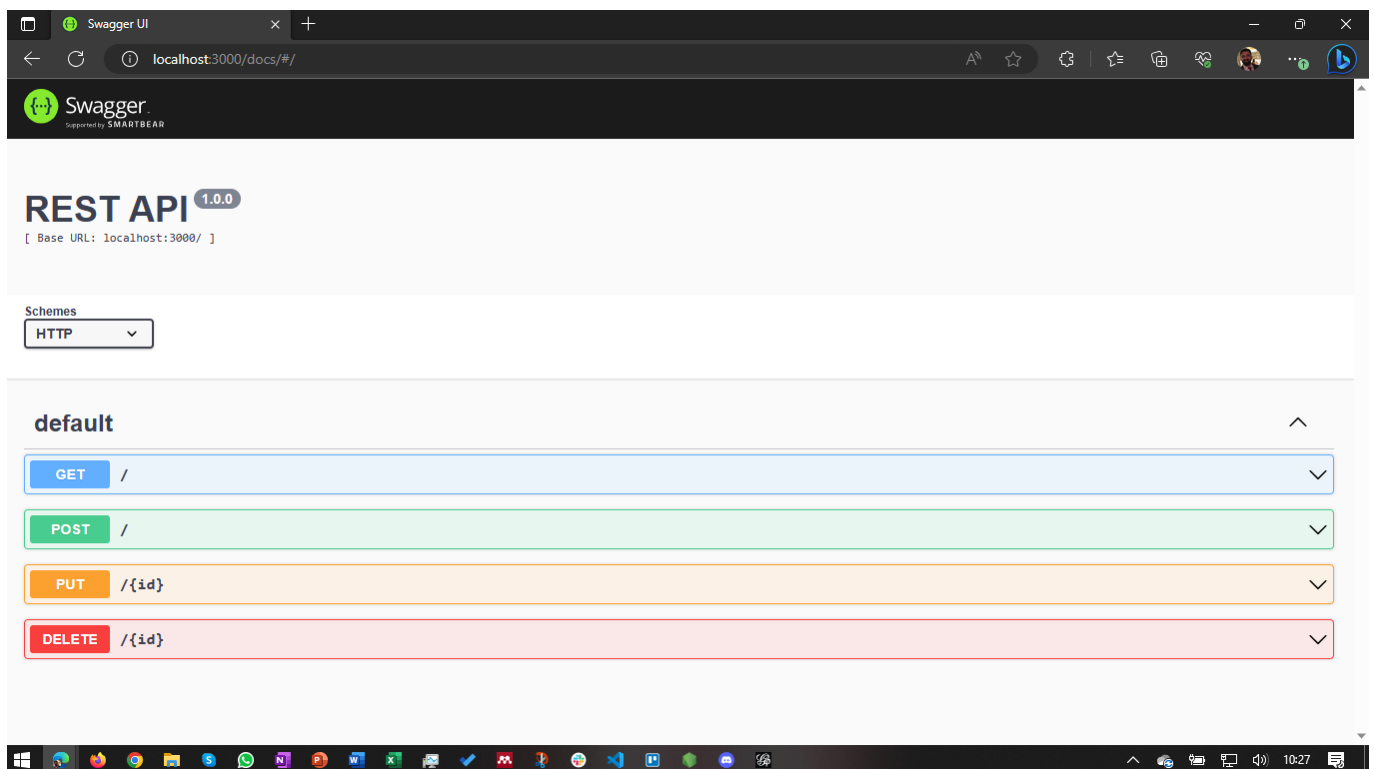 Swagger UI
localhost:3000/docs/#/
Swagger
Supported by SMARTBEAR
REST API 1.0.0
[ Base URL: localhost:3000/ ]
Schemes
HTTP
default
GET /
POST /
PUT /{id}
DELETE /{id}
10:27